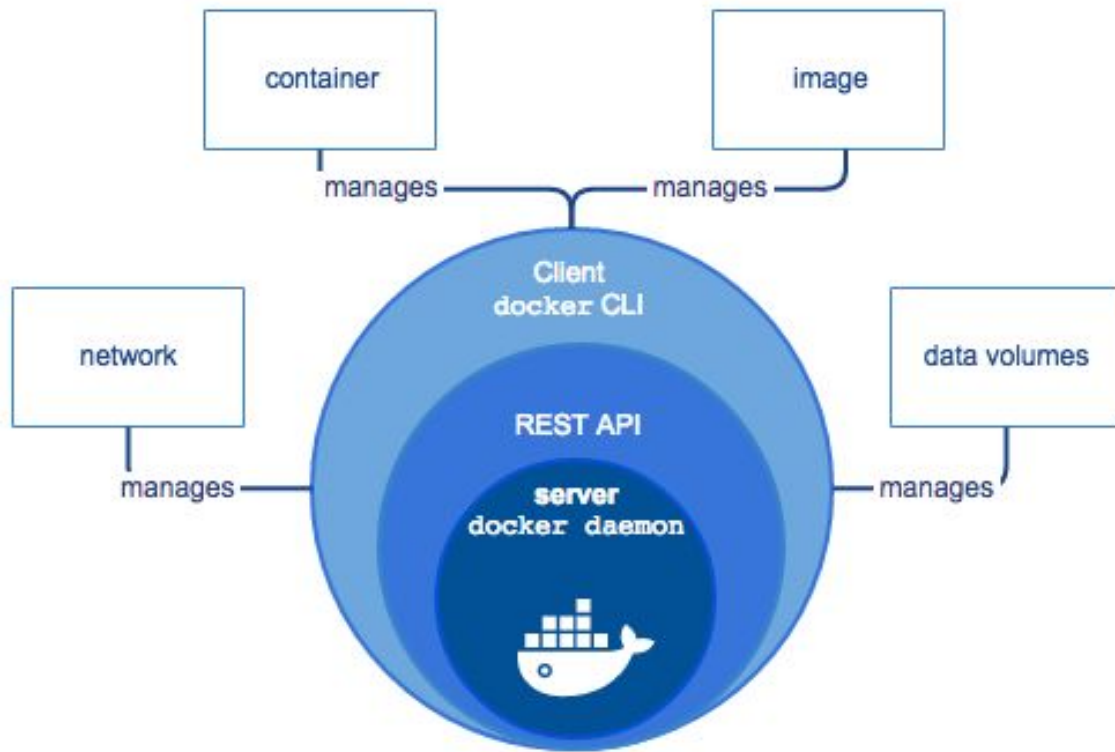 container
image
manages
manages
Client
docker CLI
network
data volumes
REST API
manages
manages
server
docker daemon